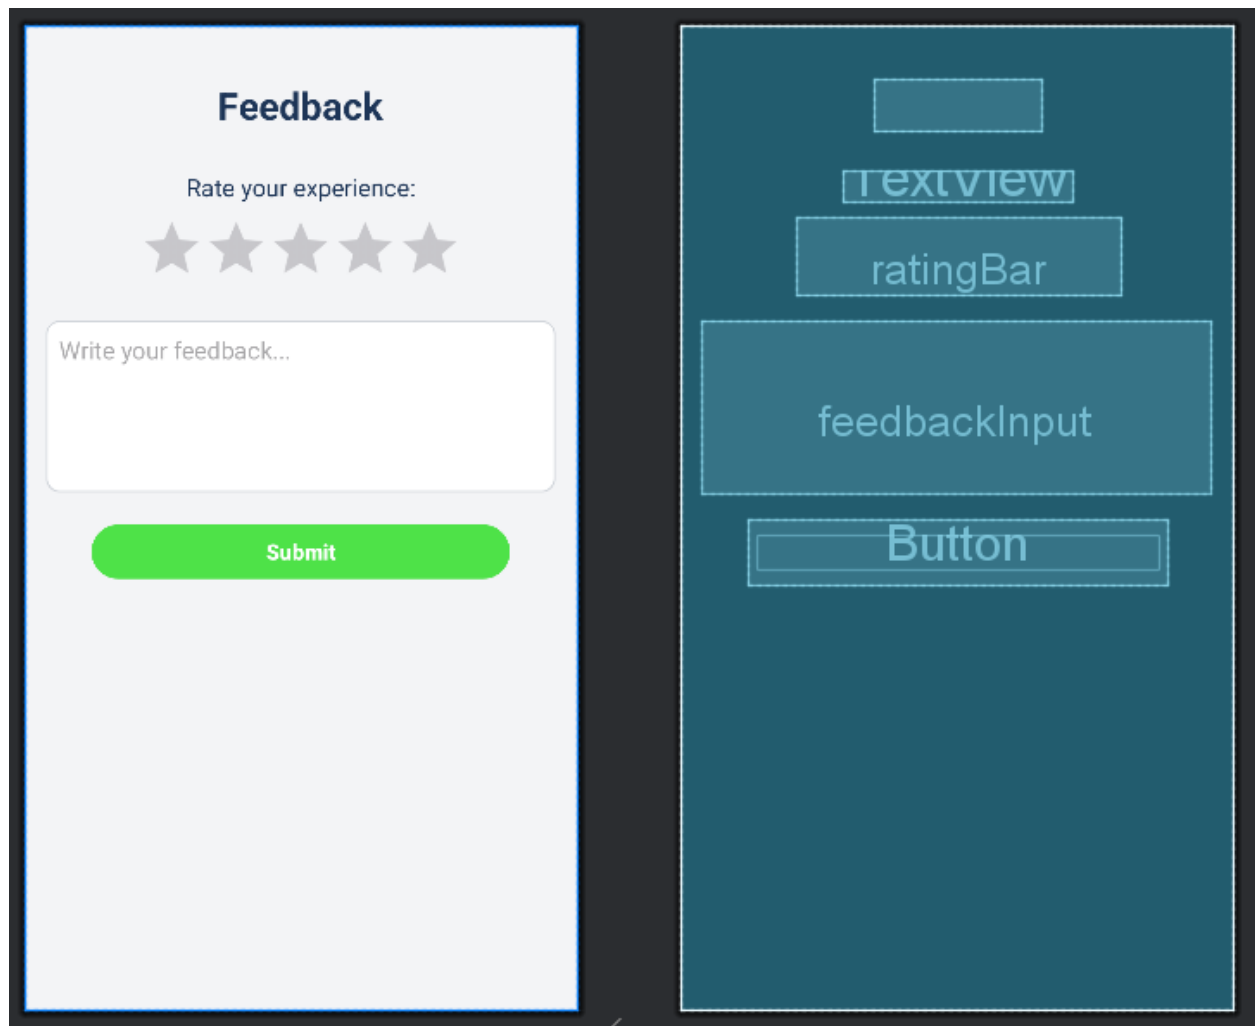 Feedback
Rate your experience:
Write your feedback...
Submit
TextView
ratingBar
feedbackInput
Button